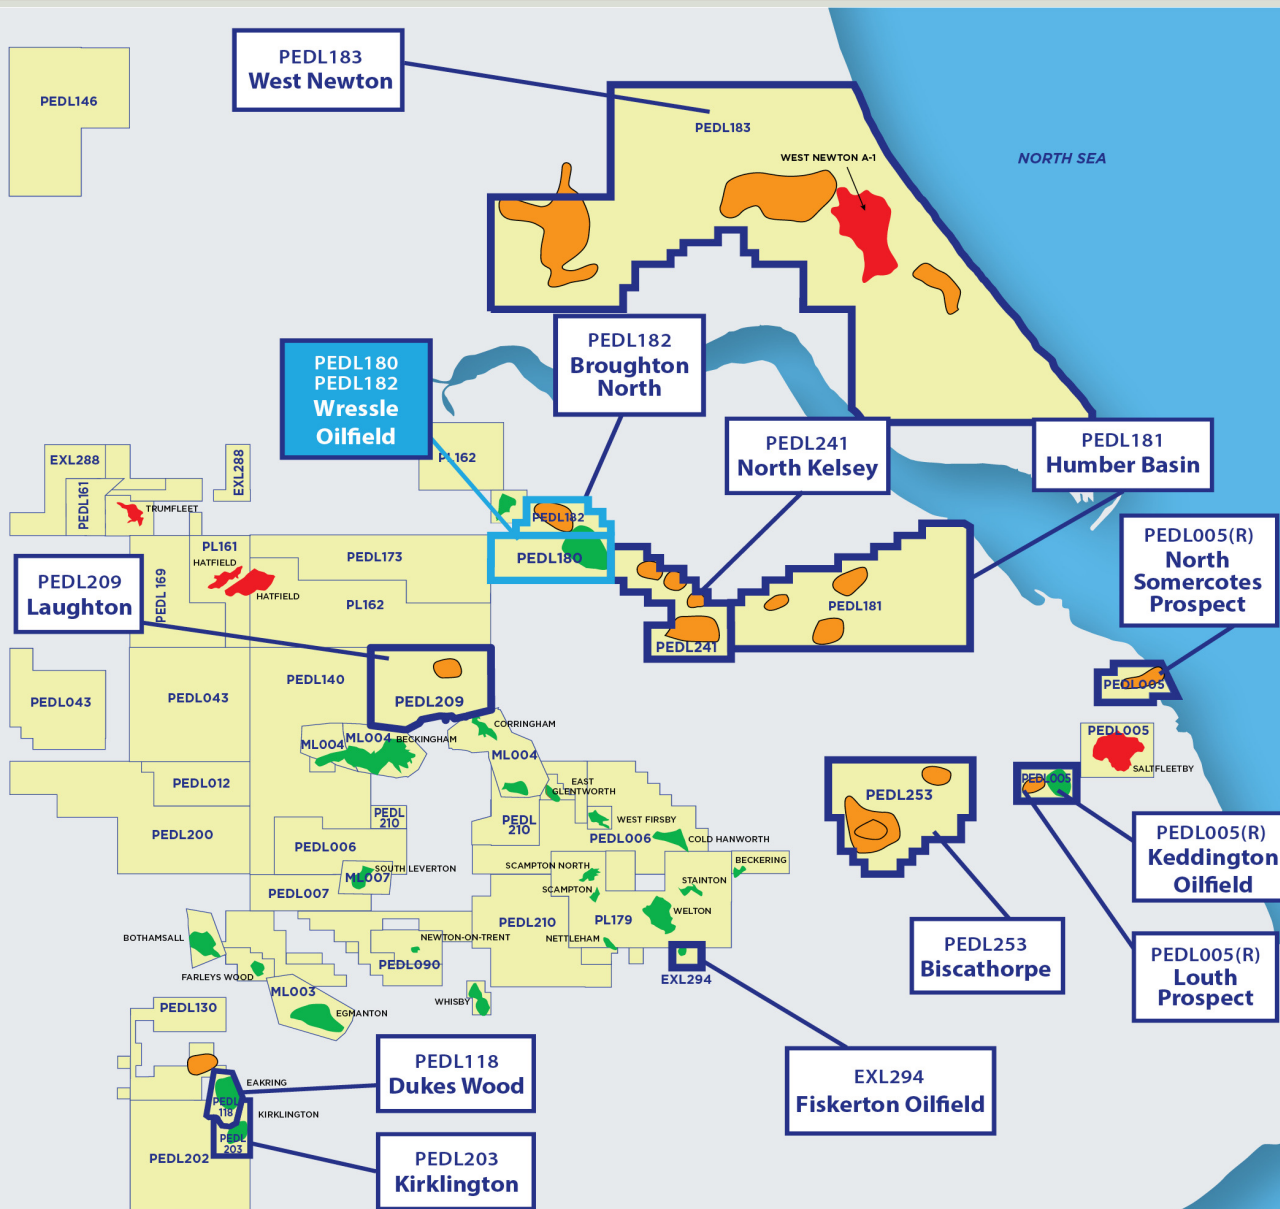 PEDL183
West Newton
PEDL146
PEDL183
WEST NEWTON A-1
NORTH SEA
PEDL182
Broughton
North
PEDL180
PEDL182
Wressle
Oilfield
PEDL241
North Kelsey
PEDL181
Humber Basin
PL162
EXL288
EXL288
PEDL161
TRUMFLEET
PEDL182
PEDL180
PEDL005(R)
North
Somercotes
Prospect
PL161
HATFIELD
PEDL173
PEDL209
Laughton
PEDL 169
HATFIELD
PL162
PEDL181
PEDL241
PEDL043
PEDL043
PEDL140
PEDL209
PEDL005
CORRINGHAM
ML004
ML004
BECKINGHAM
ML004
PEDL005
SALTFLEETBY
PEDL012
EAST
GLENTWORTH
PEDL253
PEDL005
PEDL200
PEDL
210
PEDL
210
WEST FIRSBY
PEDL006
COLD HANWORTH
PEDL006
PEDL005(R)
Keddington
Oilfield
SOUTH LEVERTON
ML007
SCAMPTON NORTH
BECKERING
PEDL007
SCAMPTON
STAINTON
PEDL210
PL179
WELTON
BOTHAMSALL
NEWTON-ON-TRENT
NETTLEHAM
PEDL253
Biscathorpe
PEDL005(R)
Louth
Prospect
FARLEYS WOOD
PEDL090
EXL294
ML003
WHISBY
PEDL130
EGMANTON
PEDL118
Dukes Wood
EXL294
Fiskerton Oilfield
EAKRING
PEDL
118
KIRKLINGTON
PEDL
203
PEDL202
PEDL203
Kirklington